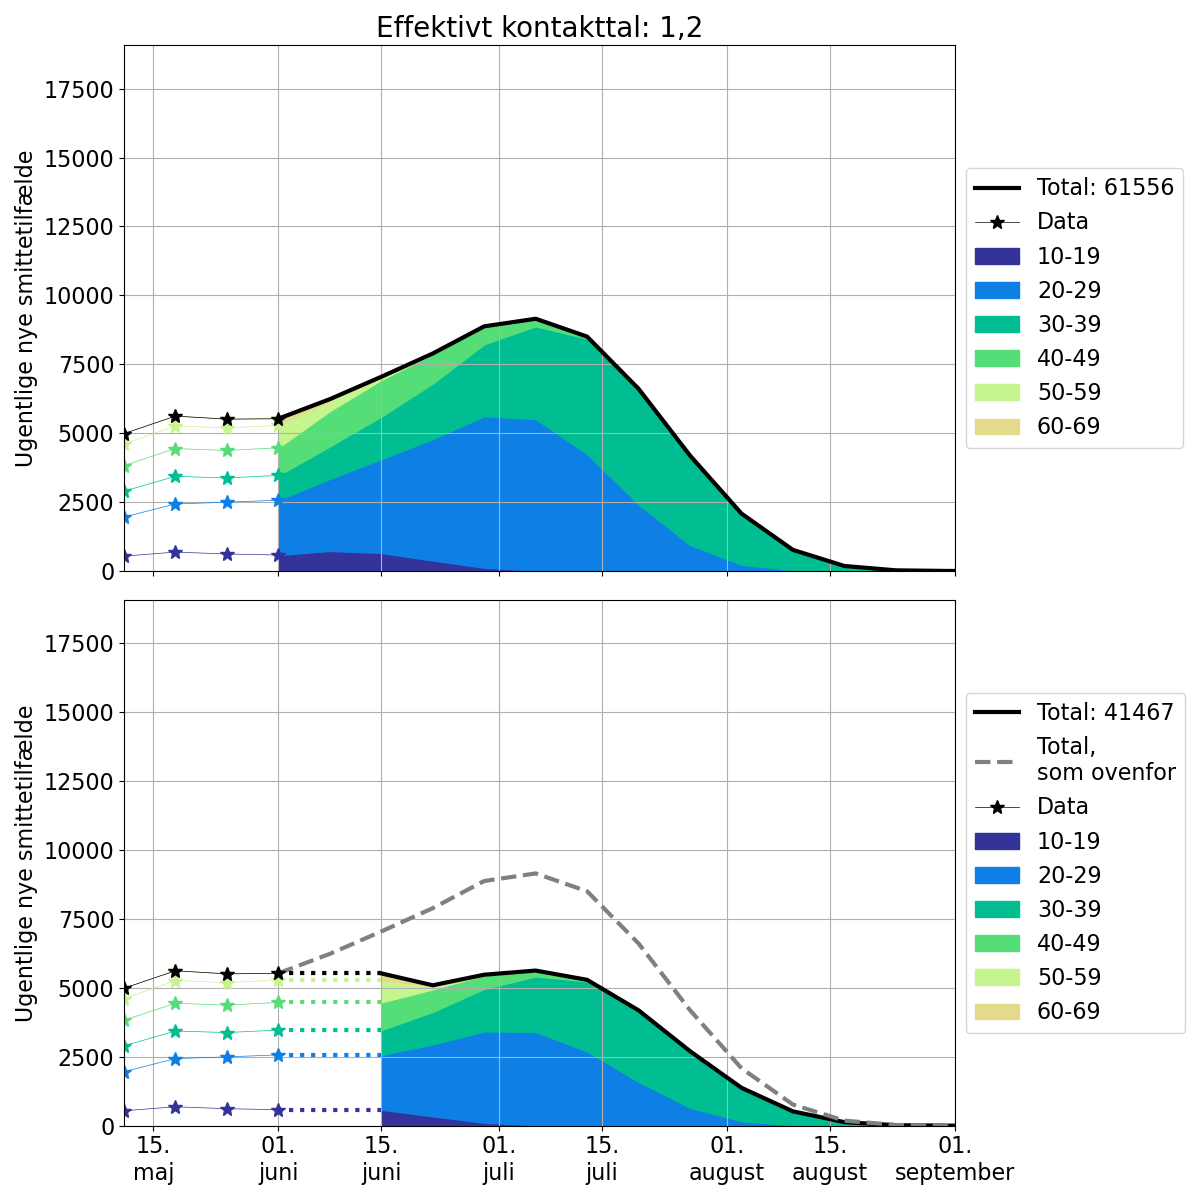 Effektivt kontakttal: 1,2
Ugentlige nye smittetilfælde
17500
15000
12500
10000
7500
5000
2500
0
Total: 61556
Data
10-19
20-29
30-39
40-49
50-59
60-69
Ugentlige nye smittetilfælde
17500
15000
12500
10000
7500
5000
2500
0
Total: 41467
Total,
som ovenfor
Data
10-19
20-29
30-39
40-49
50-59
60-69
15. 01. 15. 01. 15. 01. 15. 01.
maj juni juni juli juli august august september